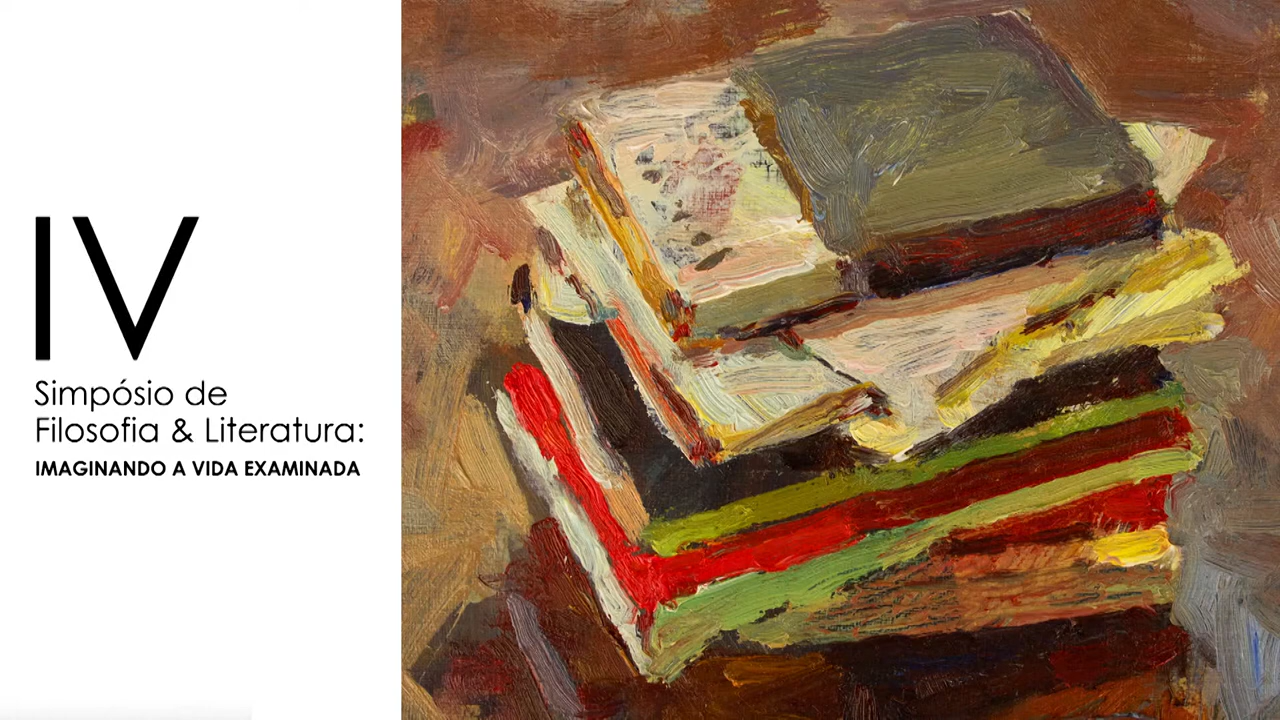 IV
Simpósio de
Filosofia & Literatura:
IMAGINANDO A VIDA EXAMINADA